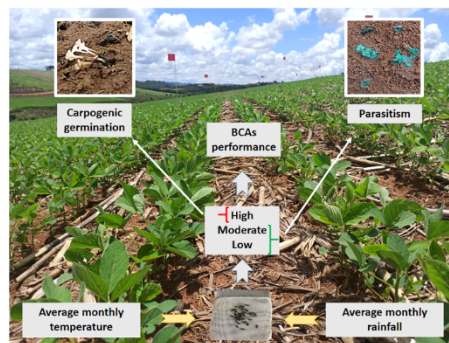 Carpogenic
germination
Parasitism
BCAs
performance
High
Moderate
Low
Average monthly
temperature
Average monthly
rainfall